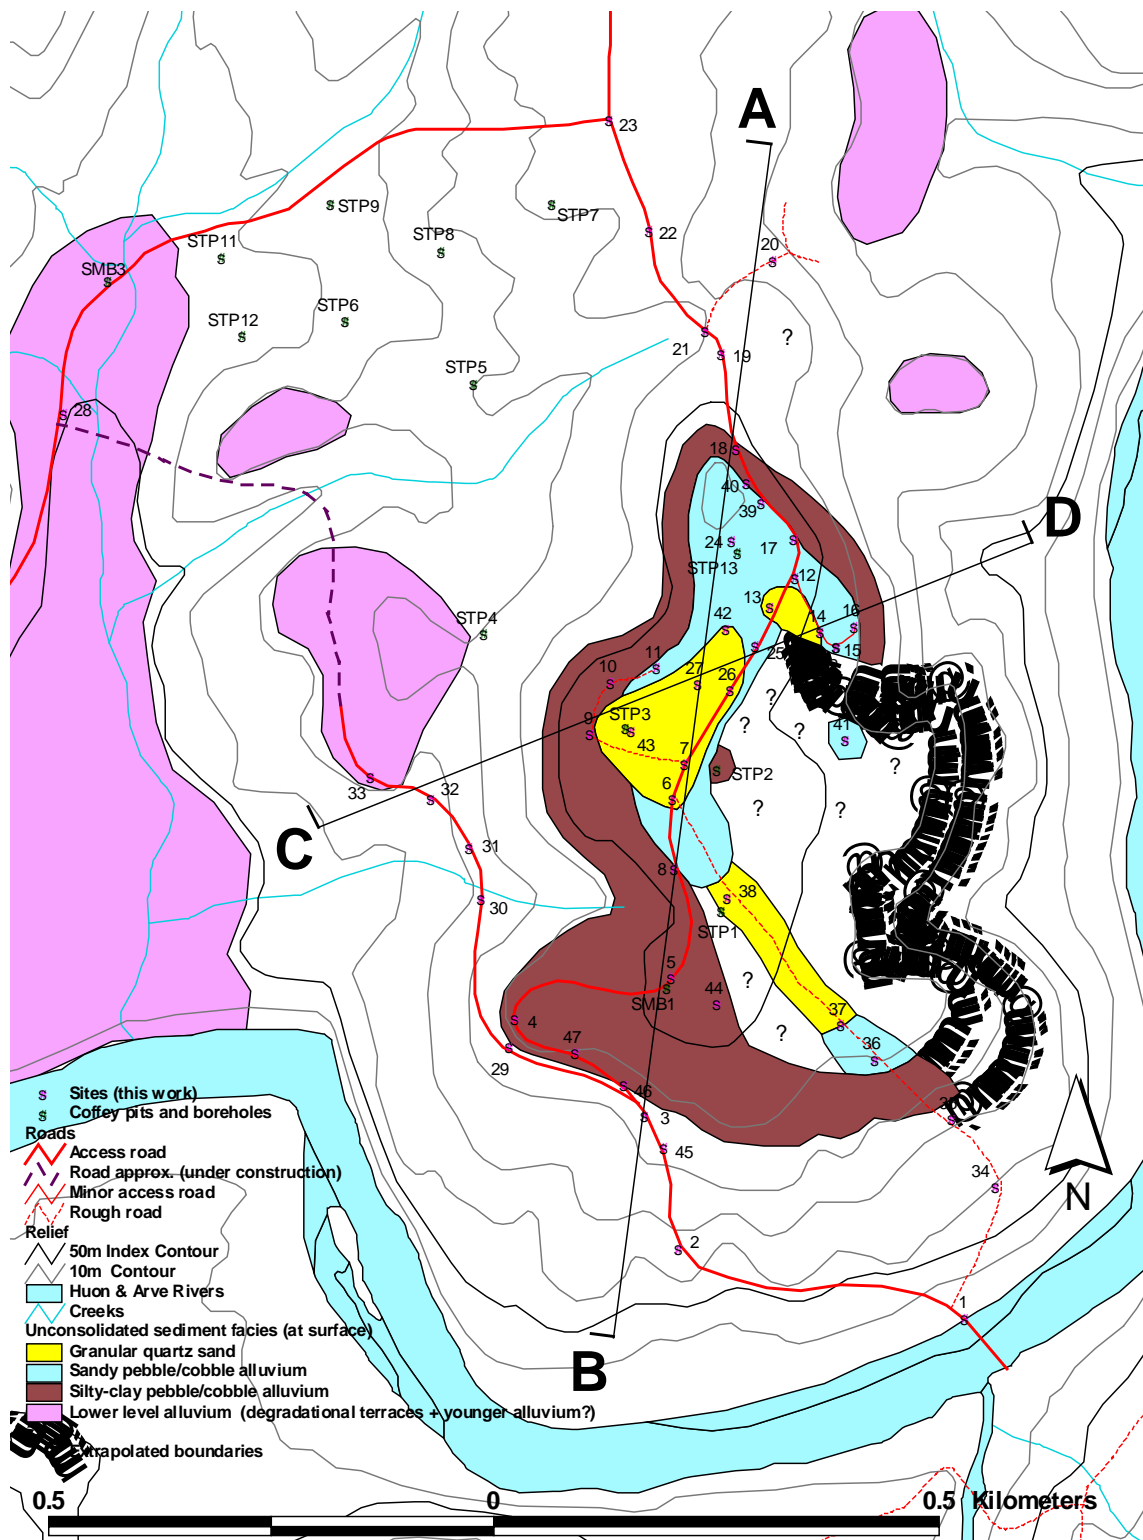 A
23
STP9
STP7
STP8
22
STP11
20
SMB3
STP6
STP12
?
21
19
STP5
28
18
40
D
39
24
17
STP13
12
13
16
42
14
STP4
25
15
11
10
27
26
?
STP3
9
?
?
41
43
7
?
STP2
33
32
6
?
?
C
31
8
38
30
STP1
5
?
SMB1
44
4
37
?
47
36
29
46
35
3
45
34
N
2
1
B
s Sites (this work)
s Coffey pits and boreholes
Roads
Access road
Road approx. (under construction)
Minor access road
Rough road
Relief
50m Index Contour
10m Contour
Huon & Arve Rivers
Creeks
Unconsolidated sediment facies (at surface)
Granular quartz sand
Sandy pebble/cobble alluvium
Silty-clay pebble/cobble alluvium
Lower level alluvium (degradational terraces + younger alluvium?)
Extrapolated boundaries
0.5 0 0.5 Kilometers